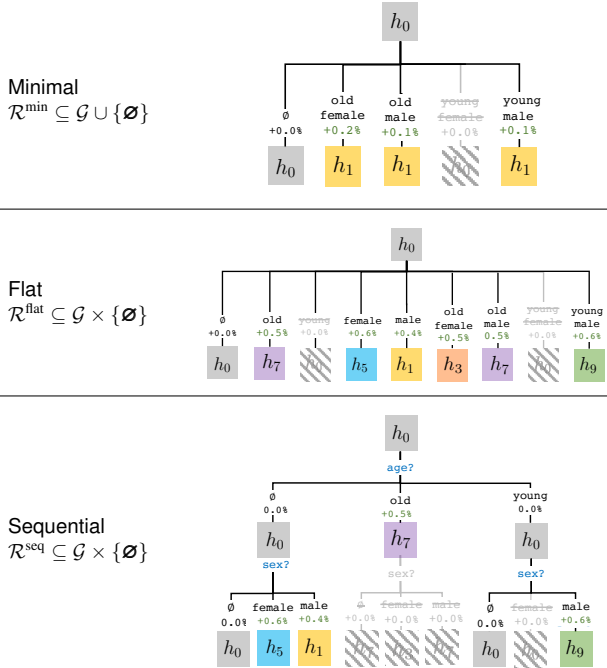 h₀
Minimal
ℛ^min ⊆ 𝒢 ∪ {∅}
∅ old female old male young female young male
+0.0% +0.2% +0.1% +0.0% +0.1%
h₀ h₁ h₁ h₀ h₁
h₀
Flat
ℛ^flat ⊆ 𝒢 × {∅}
∅ old young female male old female old male young female young male
+0.0% +0.5% +0.0% +0.6% +0.4% +0.5% 0.5% +0.0% +0.6%
h₀ h₇ h₀ h₅ h₁ h₃ h₇ h₀ h₉
h₀
age?
∅ old young
0.0% +0.5% 0.0%
h₀ h₇ h₀
Sequential
ℛ^seq ⊆ 𝒢 × {∅}
sex? sex? sex?
∅ female male ∅ female male ∅ female male
0.0% +0.6% +0.4% +0.0% +0.0% +0.0% 0.0% +0.0% +0.6%
h₀ h₅ h₁ h₇ h₃ h₇ h₀ h₀ h₉